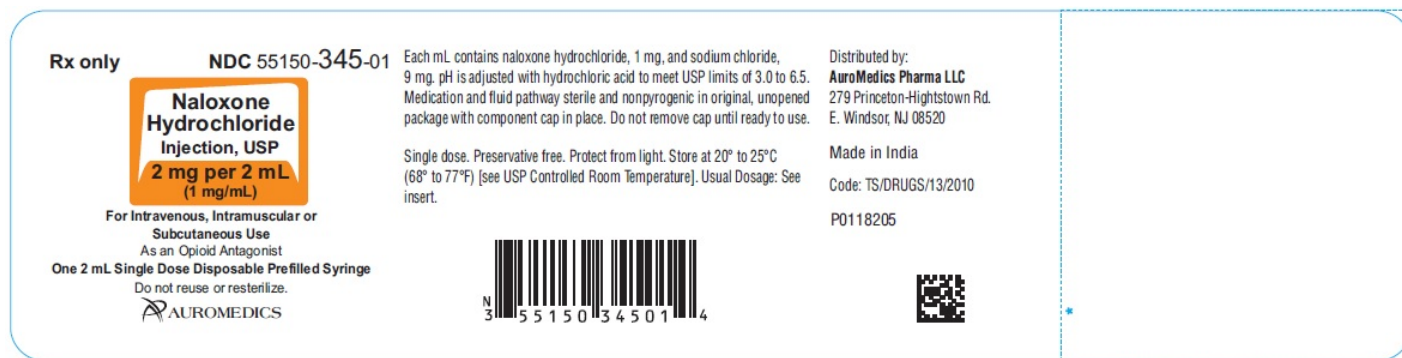 Rx only NDC 55150-345-01
Naloxone
Hydrochloride
Injection, USP
2 mg per 2 mL
(1 mg/mL)
For Intravenous, Intramuscular or
Subcutaneous Use
As an Opioid Antagonist
One 2 mL Single Dose Disposable Prefilled Syringe
Do not reuse or resterilize.
AUROMEDICS
Each mL contains naloxone hydrochloride, 1 mg, and sodium chloride,
9 mg. pH is adjusted with hydrochloric acid to meet USP limits of 3.0 to 6.5.
Medication and fluid pathway sterile and nonpyrogenic in original, unopened
package with component cap in place. Do not remove cap until ready to use.
Single dose. Preservative free. Protect from light. Store at 20° to 25°C
(68° to 77°F) [see USP Controlled Room Temperature]. Usual Dosage: See
insert.
N
3 55150 34501 4
Distributed by:
AuroMedics Pharma LLC
279 Princeton-Hightstown Rd.
E. Windsor, NJ 08520
Made in India
Code: TS/DRUGS/13/2010
P0118205